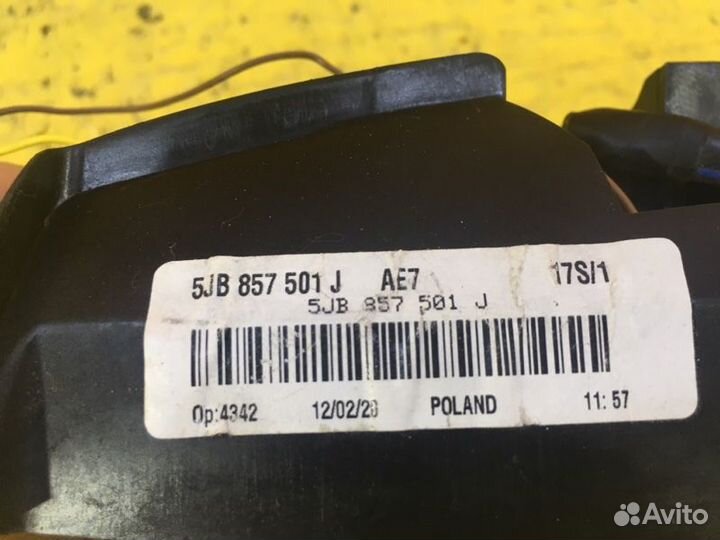 5JB 857 501 J AE7 17S/1
5JB 857 501 J
Op:4342 12/02/20 POLAND 11:57
Avito